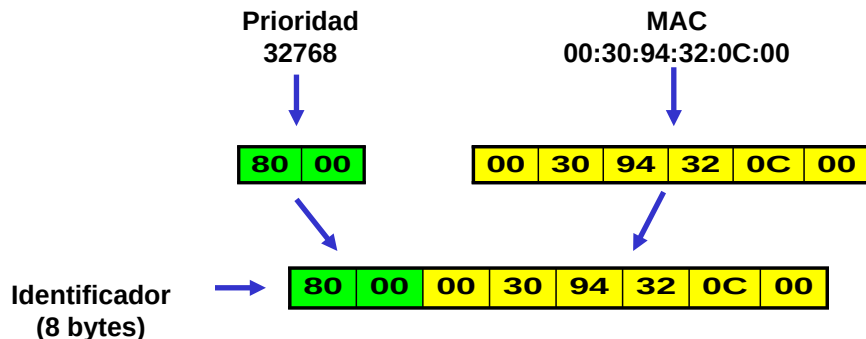 Prioridad
32768
MAC
00:30:94:32:0C:00
80 00
00 30 94 32 0C 00
Identificador
(8 bytes)
80 00 00 30 94 32 0C 00